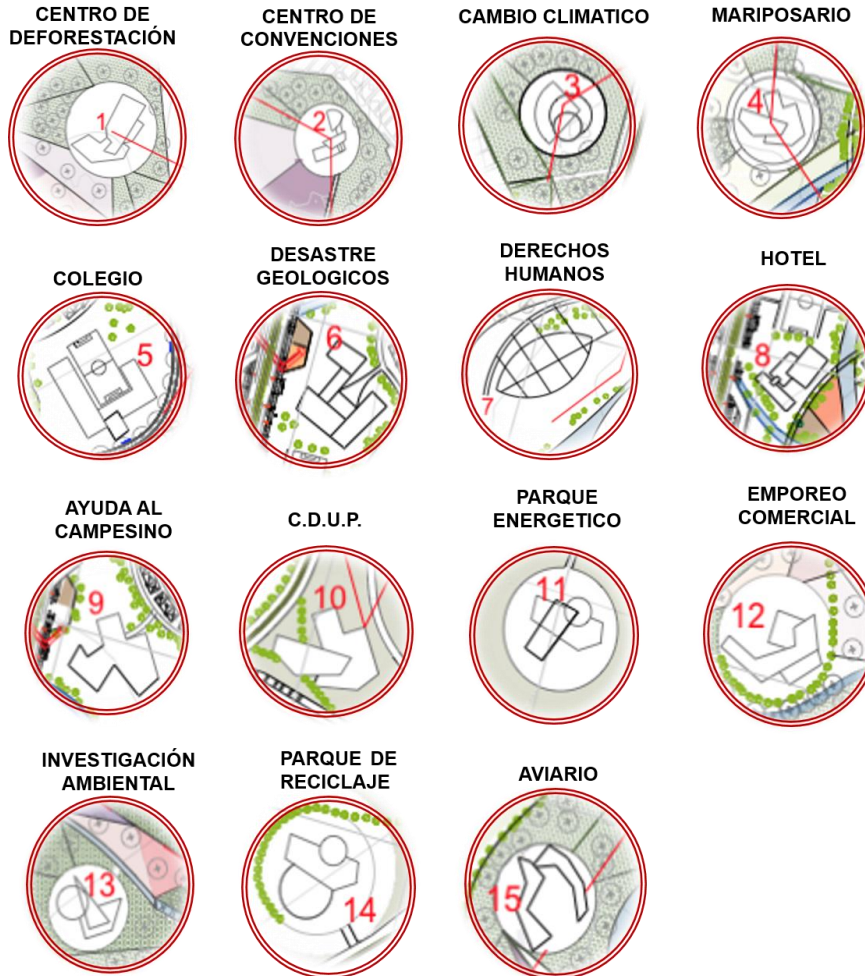 CENTRO DE
DEFORESTACIÓN
CENTRO DE
CONVENCIONES
CAMBIO CLIMATICO
MARIPOSARIO
1
2
3
4
COLEGIO
DESASTRE
GEOLOGICOS
DERECHOS
HUMANOS
HOTEL
5
6
7
8
AYUDA AL
CAMPESINO
C.D.U.P.
PARQUE
ENERGETICO
EMPOREO
COMERCIAL
9
10
11
12
INVESTIGACIÓN
AMBIENTAL
PARQUE DE
RECICLAJE
AVIARIO
13
14
15